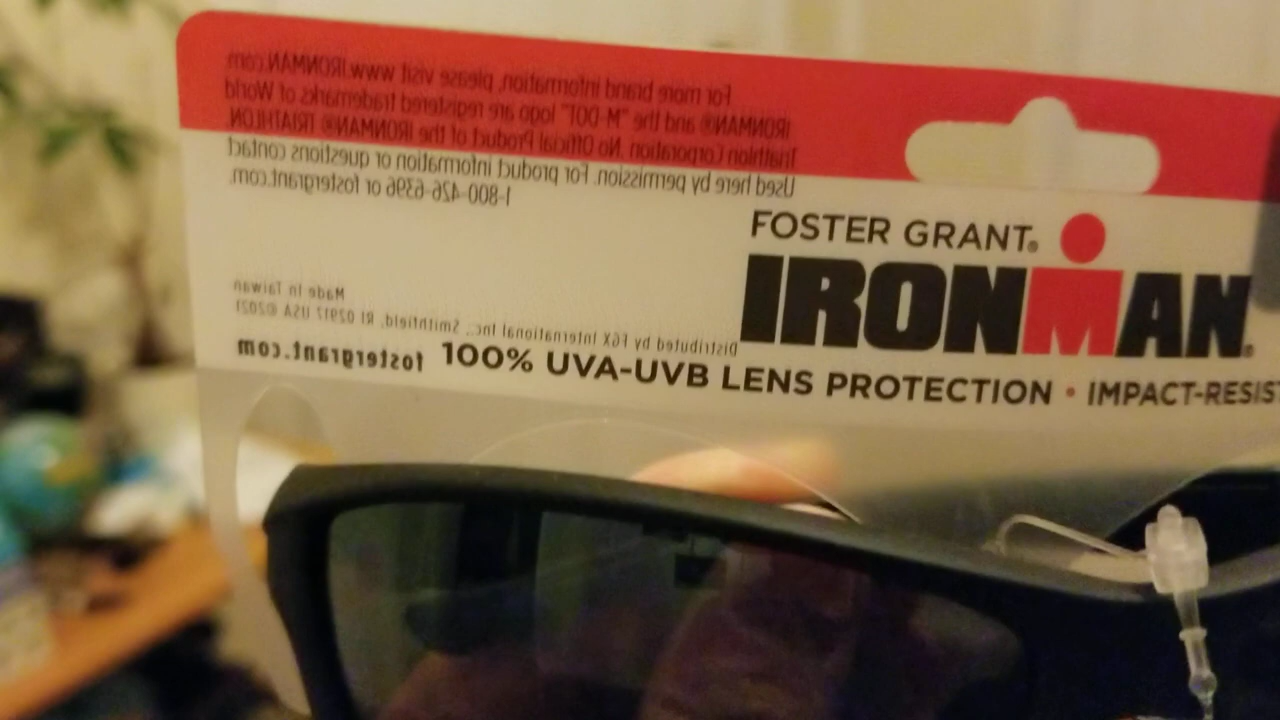 For more brand information, please visit www.IRONMAN.com.
IRONMAN® and the "M-DOT" logo are registered trademarks of World
Triathlon Corporation. No Official Product of the IRONMAN® TRIATHLON.
Used here by permission. For product information or questions contact
1-800-426-6396 or fostergrant.com.
FOSTER GRANT®
IRONMAN®
Made In Taiwan
Distributed by FGX International Inc., Smithfield, RI 02917 USA ©2021
fostergrant.com
100% UVA-UVB LENS PROTECTION • IMPACT-RESIST